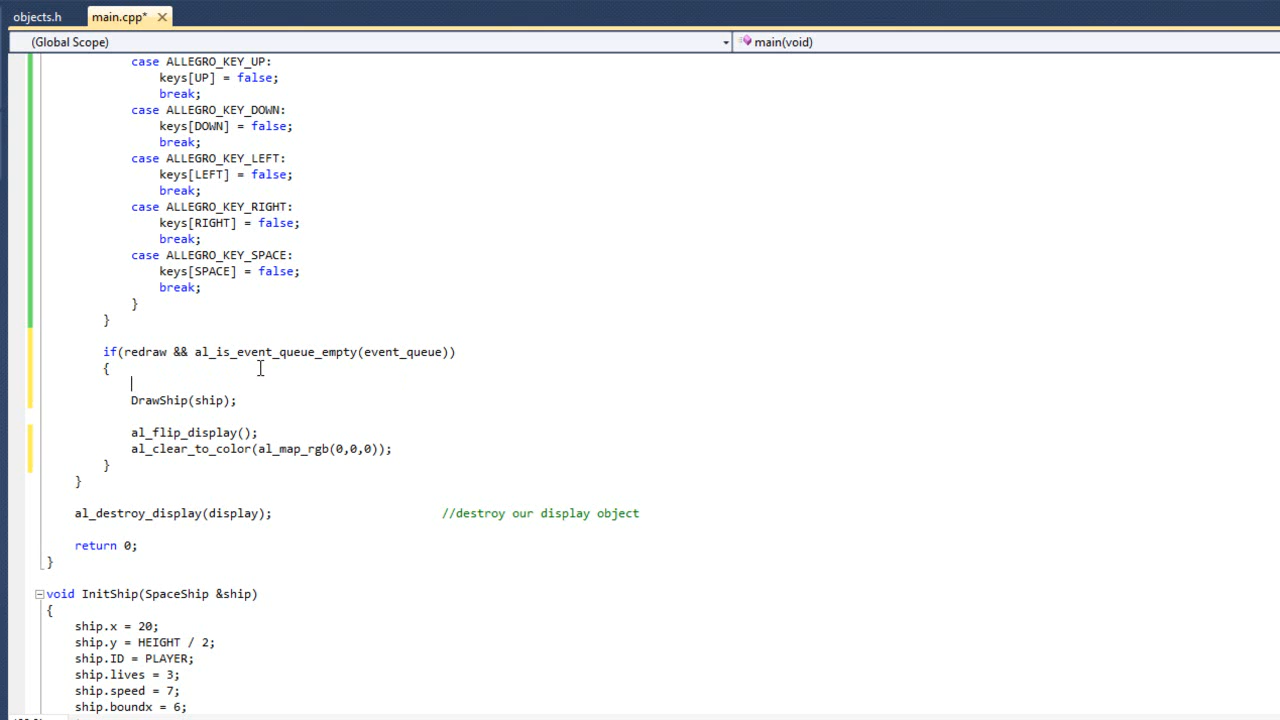 objects.h main.cpp*
(Global Scope) main(void)
case ALLEGRO_KEY_UP:
keys[UP] = false;
break;
case ALLEGRO_KEY_DOWN:
keys[DOWN] = false;
break;
case ALLEGRO_KEY_LEFT:
keys[LEFT] = false;
break;
case ALLEGRO_KEY_RIGHT:
keys[RIGHT] = false;
break;
case ALLEGRO_KEY_SPACE:
keys[SPACE] = false;
break;
}
}
if(redraw && al_is_event_queue_empty(event_queue))
{
DrawShip(ship);
al_flip_display();
al_clear_to_color(al_map_rgb(0,0,0));
}
}
al_destroy_display(display); //destroy our display object
return 0;
}
void InitShip(SpaceShip &ship)
{
ship.x = 20;
ship.y = HEIGHT / 2;
ship.ID = PLAYER;
ship.lives = 3;
ship.speed = 7;
ship.boundx = 6;